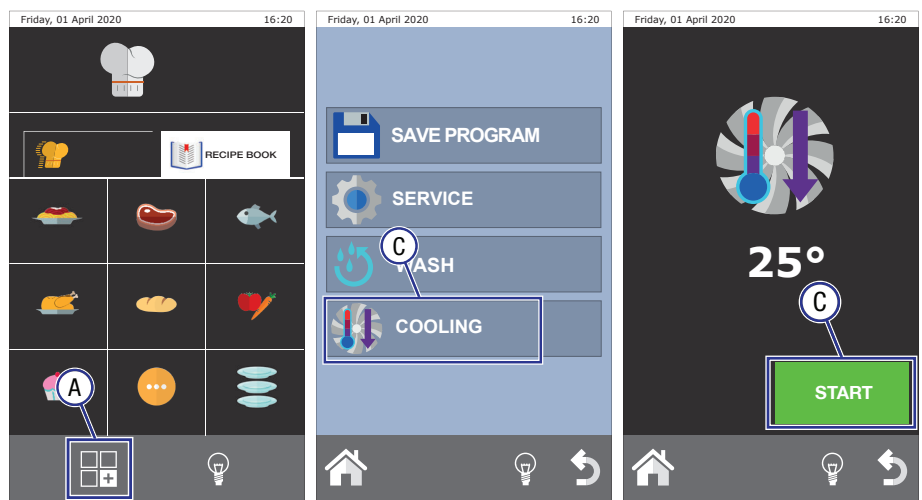 Friday, 01 April 2020 16:20
RECIPE BOOK
A
Friday, 01 April 2020 16:20
SAVE PROGRAM
SERVICE
C
WASH
COOLING
Friday, 01 April 2020 16:20
25°
C
START